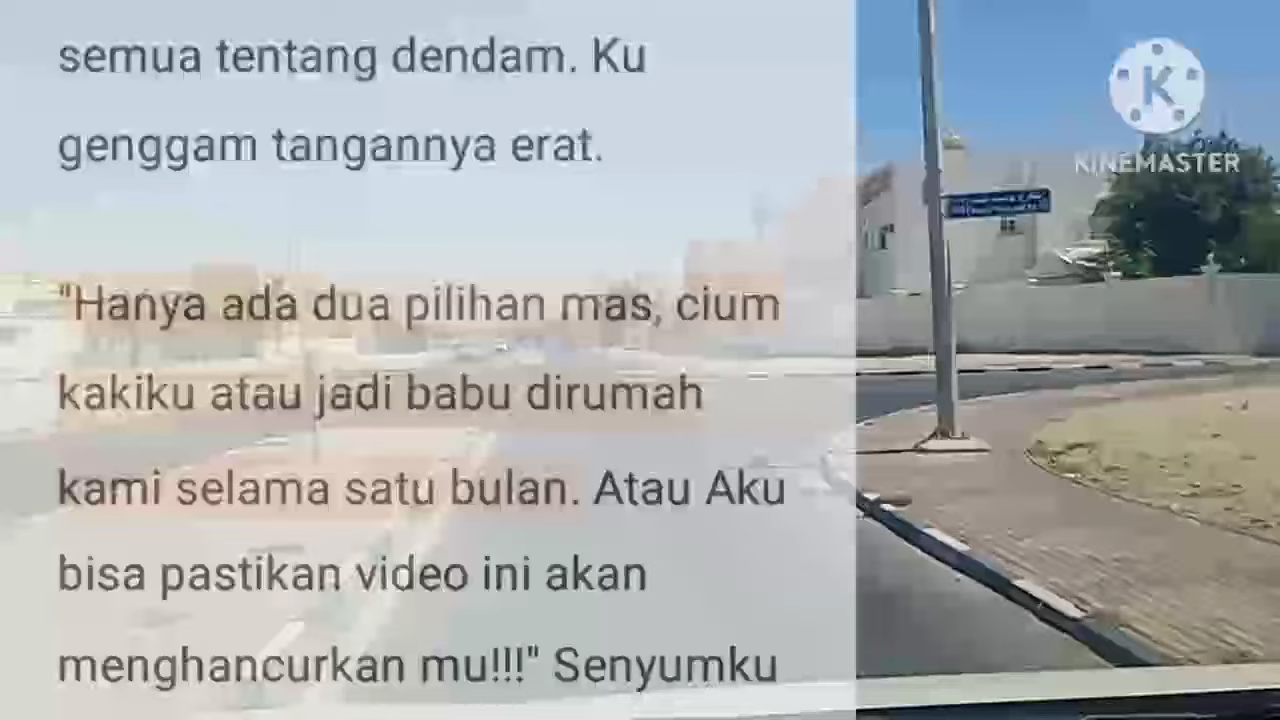 semua tentang dendam. Ku
genggam tangannya erat.
"Hanya ada dua pilihan mas, cium
kakiku atau jadi babu dirumah
kami selama satu bulan. Atau Aku
bisa pastikan video ini akan
menghancurkan mu!!!" Senyumku
K
KINEMASTER